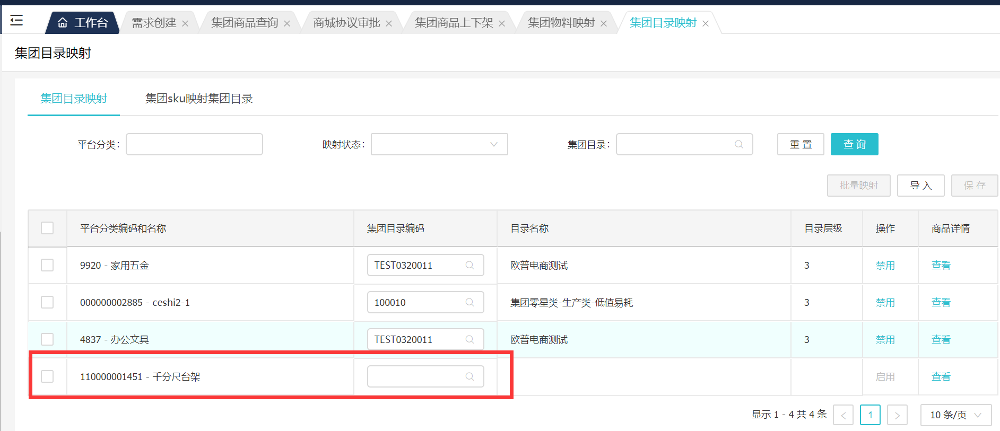 工作台 需求创建 集团商品查询 商城协议审批 集团商品上下架 集团物料映射 集团目录映射
集团目录映射
集团目录映射 集团sku映射集团目录
平台分类: 映射状态: 集团目录: 重 置 查 询
批量映射 导 入 保 存
平台分类编码和名称 集团目录编码 目录名称 目录层级 操作 商品详情
9920 - 家用五金 TEST0320011 欧普电商测试 3 禁用 查看
000000002885 - ceshi2-1 100010 集团零星类-生产类-低值易耗 3 禁用 查看
4837 - 办公文具 TEST0320011 欧普电商测试 3 禁用 查看
110000001451 - 千分尺台架 启用 查看
显示 1 - 4 共 4 条 1 10 条/页